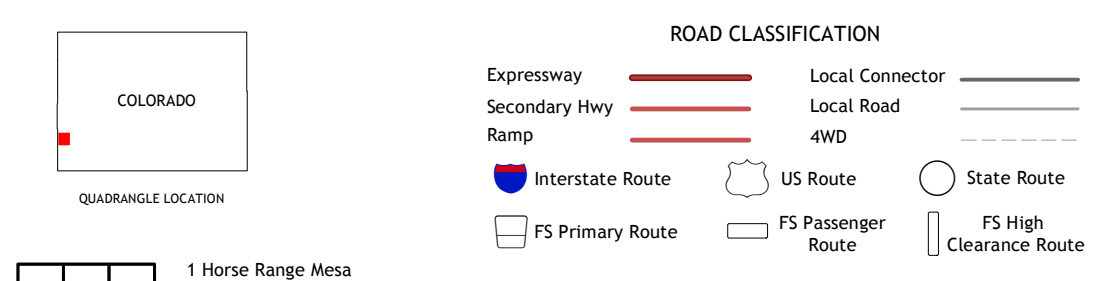 COLORADO
QUADRANGLE LOCATION
1 Horse Range Mesa
ROAD CLASSIFICATION
Expressway
Secondary Hwy
Ramp
Local Connector
Local Road
4WD
Interstate Route
US Route
State Route
FS Primary Route
FS Passenger
Route
FS High
Clearance Route